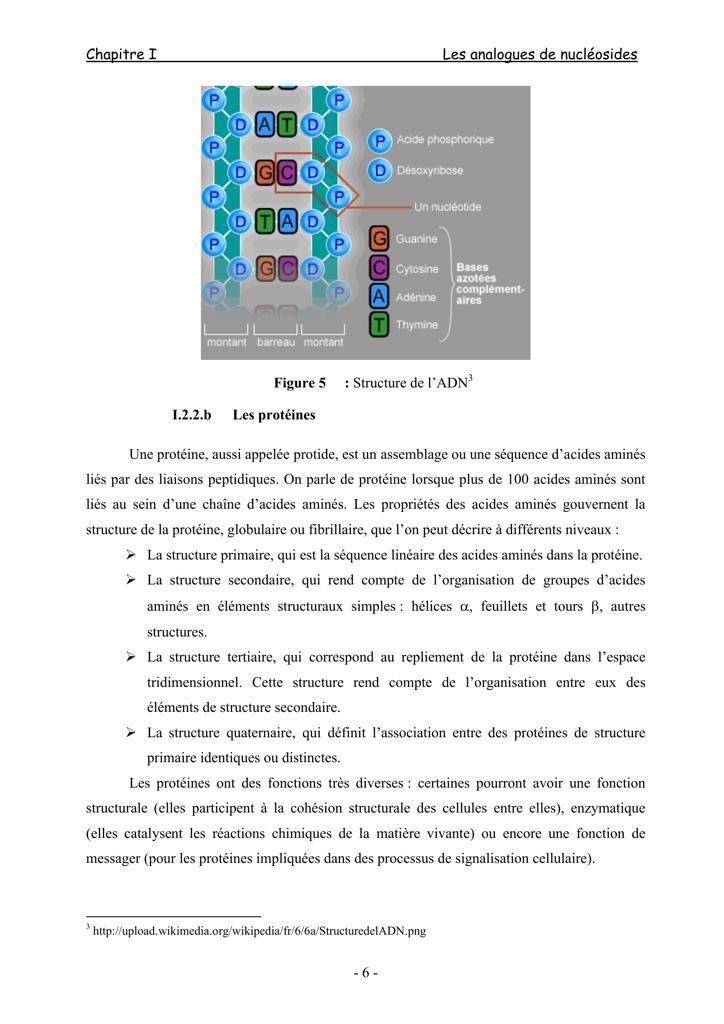 Chapitre I Les analogues de nucléosides
P P
D A T D
P P
D G C D
P P
D T A D
P P
D G C D
P P
montant barreau montant
P Acide phosphorique
D Désoxyribose
Un nucléotide
G Guanine
C Cytosine
A Adénine
T Thymine
Bases
azotées
complément-
aires
Figure 5 : Structure de l’ADN3
I.2.2.b Les protéines
Une protéine, aussi appelée protide, est un assemblage ou une séquence d’acides aminés
liés par des liaisons peptidiques. On parle de protéine lorsque plus de 100 acides aminés sont
liés au sein d’une chaîne d’acides aminés. Les propriétés des acides aminés gouvernent la
structure de la protéine, globulaire ou fibrillaire, que l’on peut décrire à différents niveaux :
➢ La structure primaire, qui est la séquence linéaire des acides aminés dans la protéine.
➢ La structure secondaire, qui rend compte de l’organisation de groupes d’acides
aminés en éléments structuraux simples : hélices α, feuillets et tours β, autres
structures.
➢ La structure tertiaire, qui correspond au repliement de la protéine dans l’espace
tridimensionnel. Cette structure rend compte de l’organisation entre eux des
éléments de structure secondaire.
➢ La structure quaternaire, qui définit l’association entre des protéines de structure
primaire identiques ou distinctes.
Les protéines ont des fonctions très diverses : certaines pourront avoir une fonction
structurale (elles participent à la cohésion structurale des cellules entre elles), enzymatique
(elles catalysent les réactions chimiques de la matière vivante) ou encore une fonction de
messager (pour les protéines impliquées dans des processus de signalisation cellulaire).
3 http://upload.wikimedia.org/wikipedia/fr/6/6a/StructuredelADN.png
- 6 -